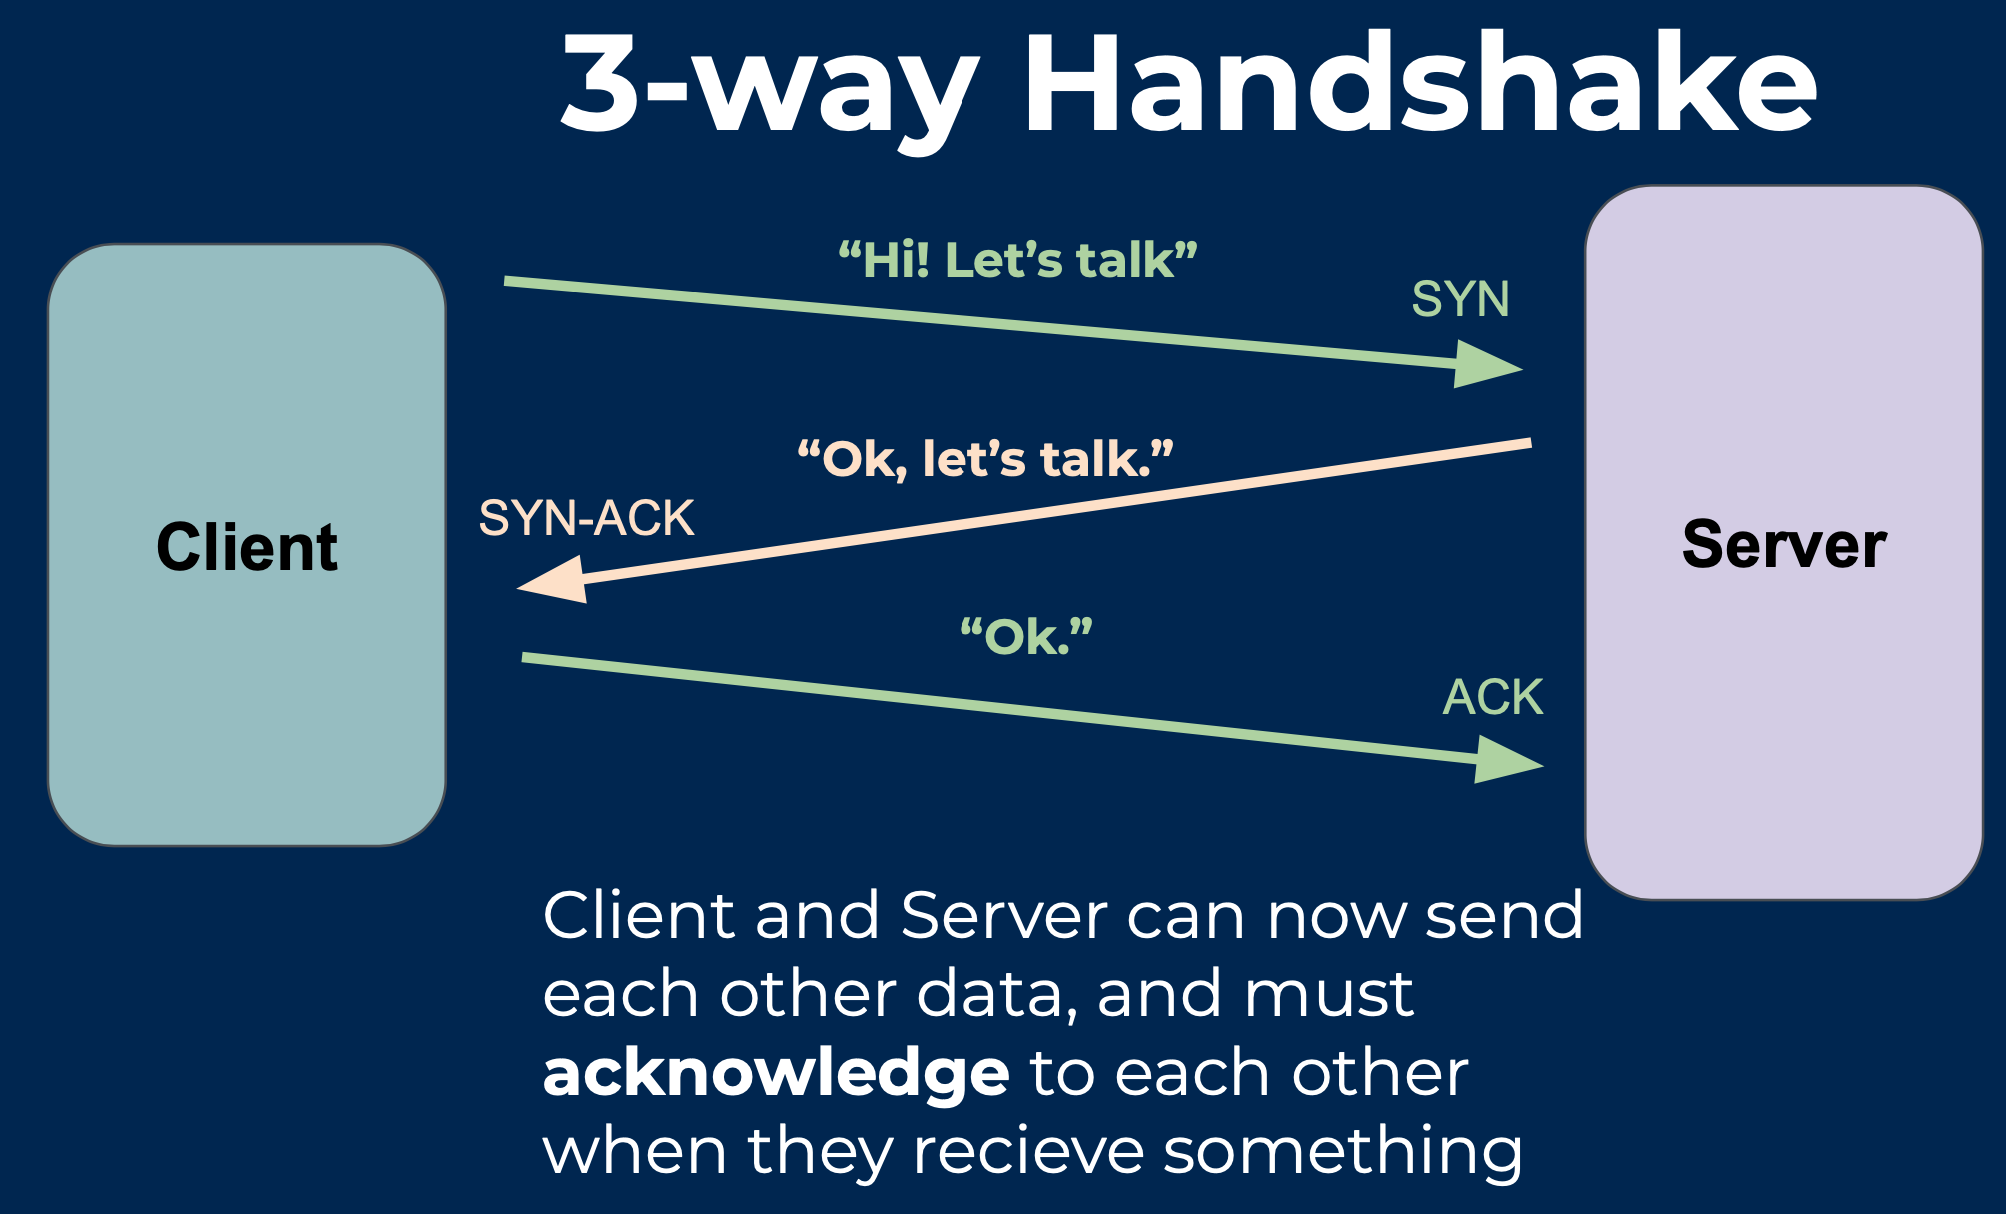 3-way Handshake
“Hi! Let’s talk”
SYN
“Ok, let’s talk.”
SYN-ACK
Client
Server
“Ok.”
ACK
Client and Server can now send
each other data, and must
acknowledge to each other
when they recieve something